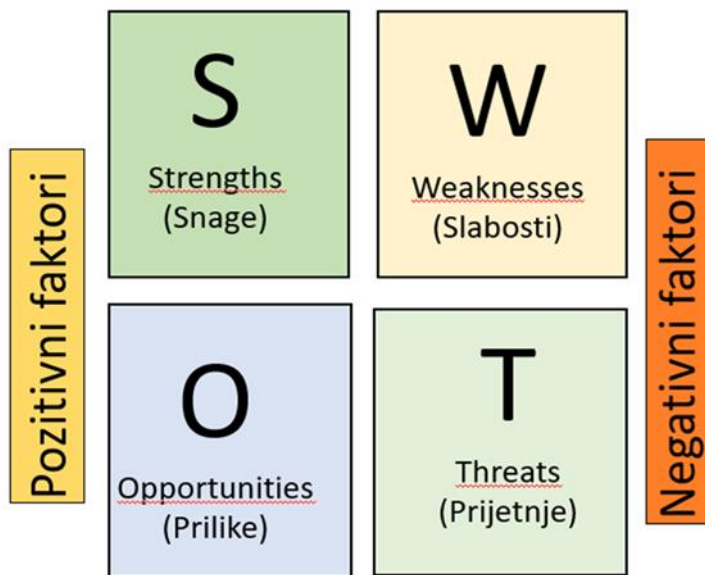 Pozitivni faktori
S
Strengths
(Snage)
W
Weaknesses
(Slabosti)
O
Opportunities
(Prilike)
T
Threats
(Prijetnje)
Negativni faktori